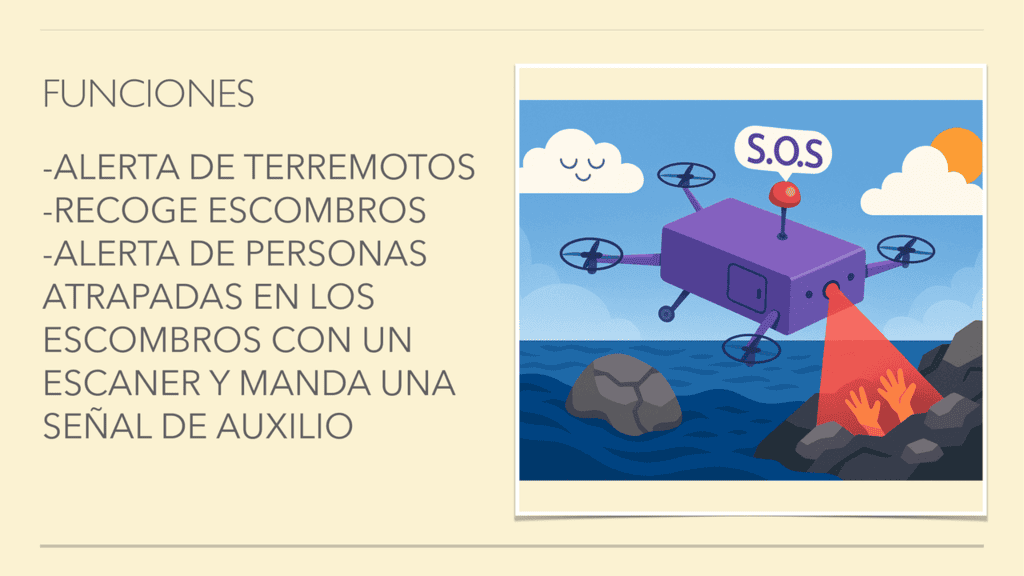 FUNCIONES
-ALERTA DE TERREMOTOS
-RECOGE ESCOMBROS
-ALERTA DE PERSONAS
ATRAPADAS EN LOS
ESCOMBROS CON UN
ESCANER Y MANDA UNA
SEÑAL DE AUXILIO
S.O.S